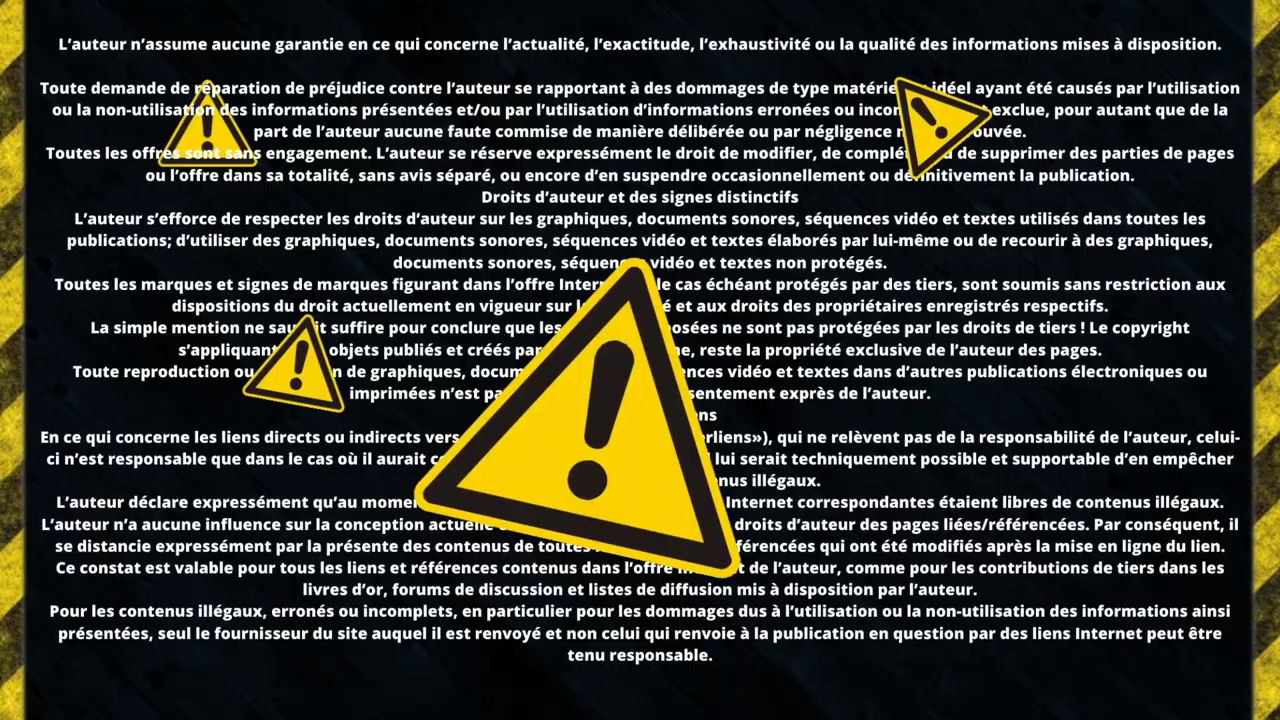 L’auteur n’assume aucune garantie en ce qui concerne l’actualité, l’exactitude, l’exhaustivité ou la qualité des informations mises à disposition.
Toute demande de réparation de préjudice contre l’auteur se rapportant à des dommages de type matérie idéel ayant été causés par l’utilisation
ou la non-utilisation des informations présentées et/ou par l’utilisation d’informations erronées ou incom exclue, pour autant que de la
part de l’auteur aucune faute commise de manière délibérée ou par négligence
Toutes les offres sont sans engagement. L’auteur se réserve expressément le droit de modifier, de de supprimer des parties de pages
ou l’offre dans sa totalité, sans avis séparé, ou encore d’en suspendre occasionnellement ou définitivement la publication.
Droits d’auteur et des signes distinctifs
L’auteur s’efforce de respecter les droits d’auteur sur les graphiques, documents sonores, séquences vidéo et textes utilisés dans toutes les
publications; d’utiliser des graphiques, documents sonores, séquences vidéo et textes élaborés par lui-même ou de recourir à des graphiques,
documents sonores, séquences vidéo et textes non protégés.
Toutes les marques et signes de marques figurant dans l’offre le cas échéant protégés par des tiers, sont soumis sans restriction aux
dispositions du droit actuellement en vigueur sur et aux droits des propriétaires enregistrés respectifs.
La simple mention ne suffire pour conclure que les ne sont pas protégées par les droits de tiers ! Le copyright
objets publiés et créés par reste la propriété exclusive de l’auteur des pages.
Toute reproduction ou de graphiques, vidéo et textes dans d’autres publications électroniques ou
imprimées n’est exprès de l’auteur.
En ce qui concerne les liens directs ou indirects vers qui ne relèvent pas de la responsabilité de l’auteur, celui-
ci n’est responsable que dans le cas où il aurait lui serait techniquement possible et supportable d’en empêcher
illégaux.
L’auteur déclare expressément qu’au Internet correspondantes étaient libres de contenus illégaux.
L’auteur n’a aucune influence sur la conception actuelle droits d’auteur des pages liées/référencées. Par conséquent, il
se distancie expressément par la présente des contenus de toutes qui ont été modifiés après la mise en ligne du lien.
Ce constat est valable pour tous les liens et références contenus dans l’offre de l’auteur, comme pour les contributions de tiers dans les
livres d’or, forums de discussion et listes de diffusion mis à disposition par l’auteur.
Pour les contenus illégaux, erronés ou incomplets, en particulier pour les dommages dus à l’utilisation ou la non-utilisation des informations ainsi
présentées, seul le fournisseur du site auquel il est renvoyé et non celui qui renvoie à la publication en question par des liens Internet peut être
tenu responsable.